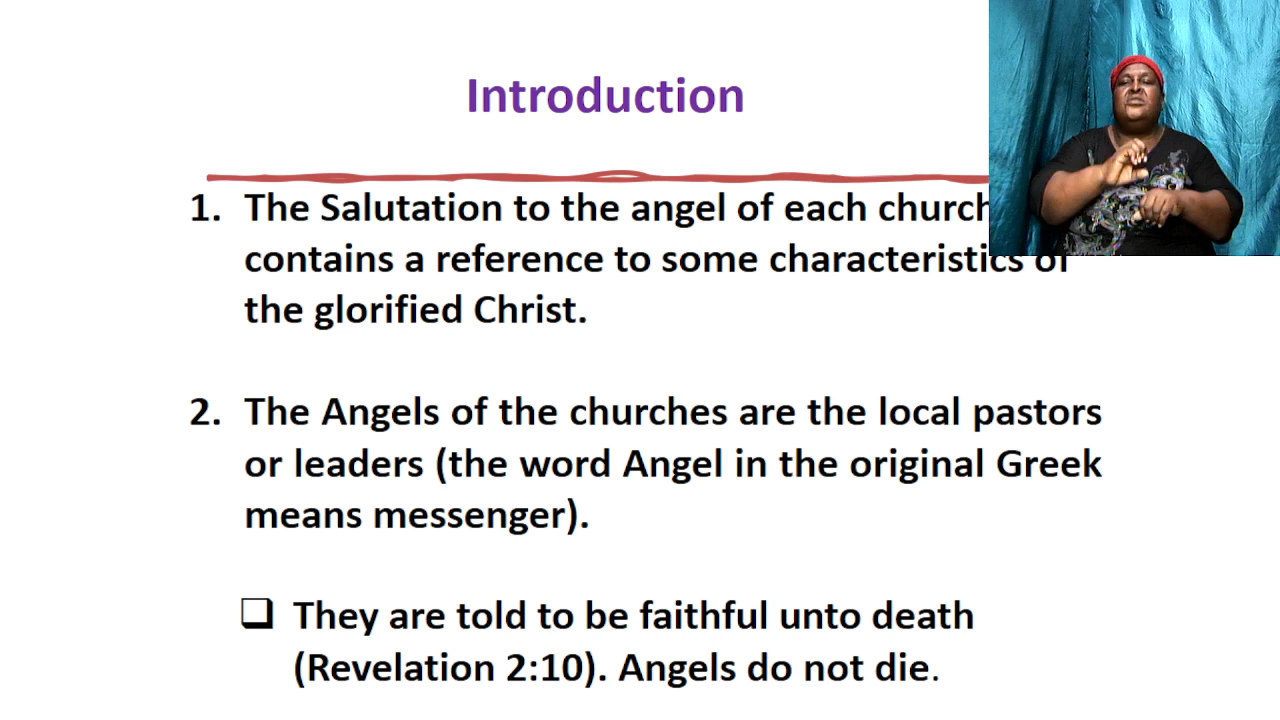 Introduction
1. The Salutation to the angel of each church
contains a reference to some characteristics of
the glorified Christ.
2. The Angels of the churches are the local pastors
or leaders (the word Angel in the original Greek
means messenger).
❑ They are told to be faithful unto death
(Revelation 2:10). Angels do not die.